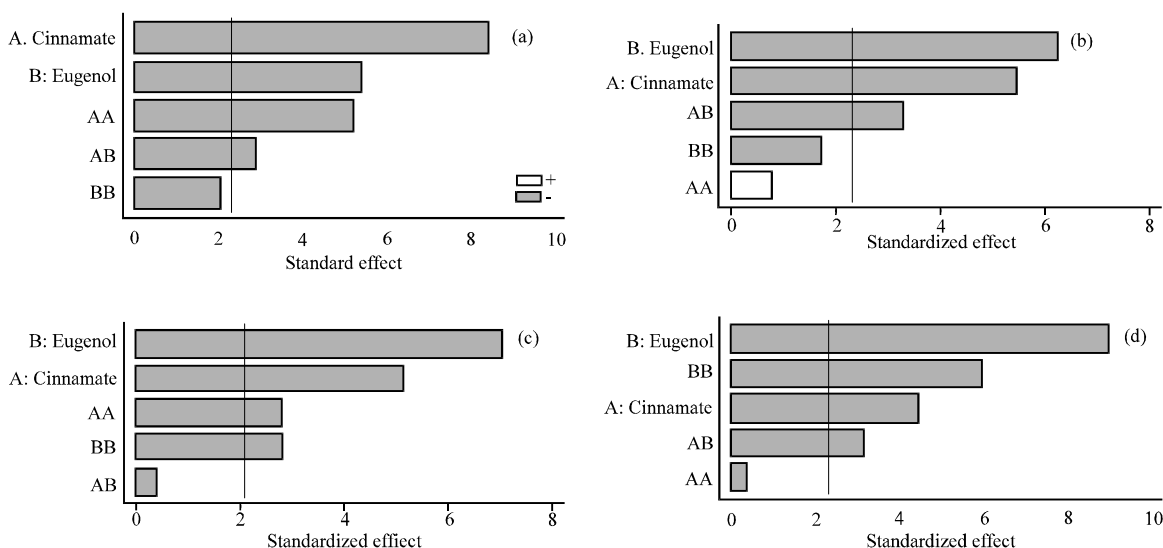 (a)
A. Cinnamate
B: Eugenol
AA
AB
BB
+
-
0 2 4 6 8 10
Standard effect
(b)
B. Eugenol
A: Cinnamate
AB
BB
AA
0 2 4 6 8
Standardized effect
(c)
B: Eugenol
A: Cinnamate
AA
BB
AB
0 2 4 6 8
Standardized effiect
(d)
B: Eugenol
BB
A: Cinnamate
AB
AA
0 2 4 6 8 10
Standardized effect